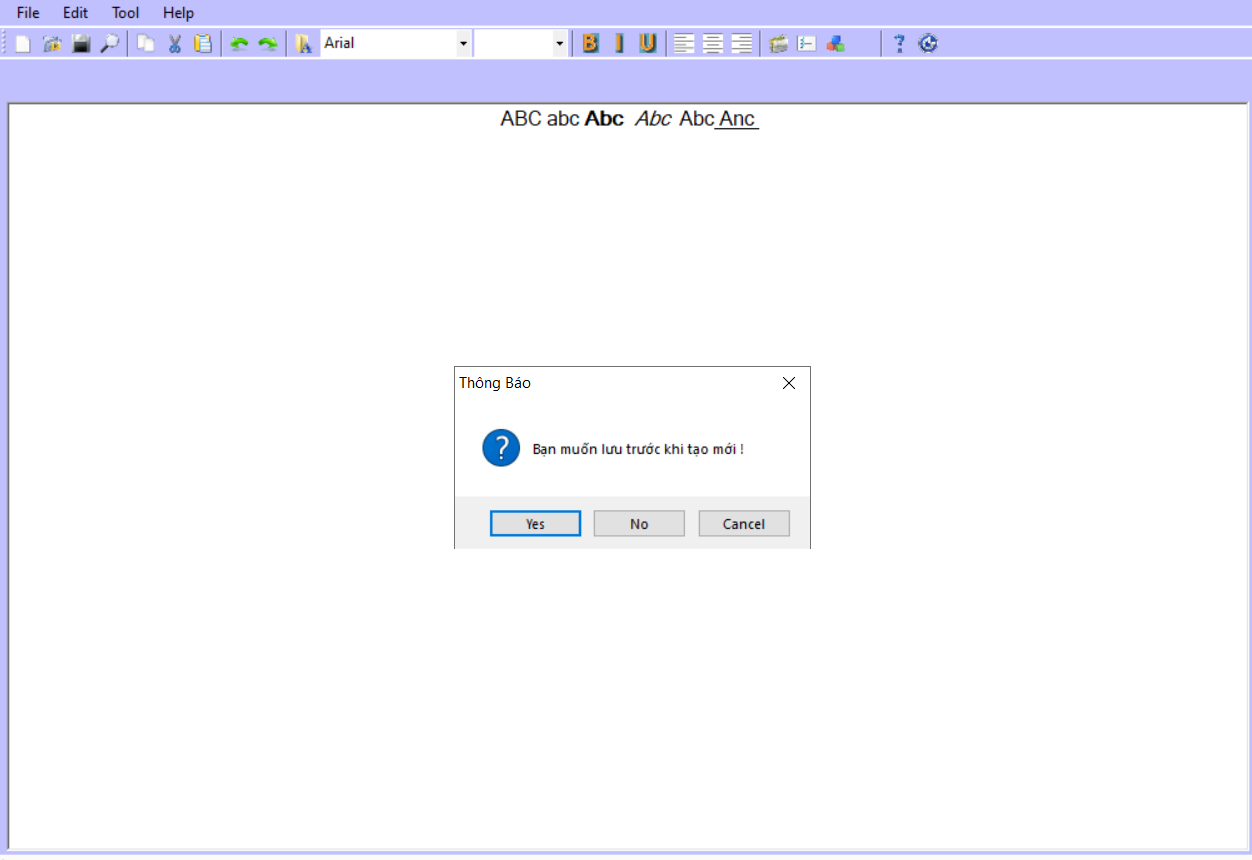 File Edit Tool Help
Arial
ABC abc Abc Abc Abc Anc
Thông Báo
Bạn muốn lưu trước khi tạo mới !
Yes No Cancel